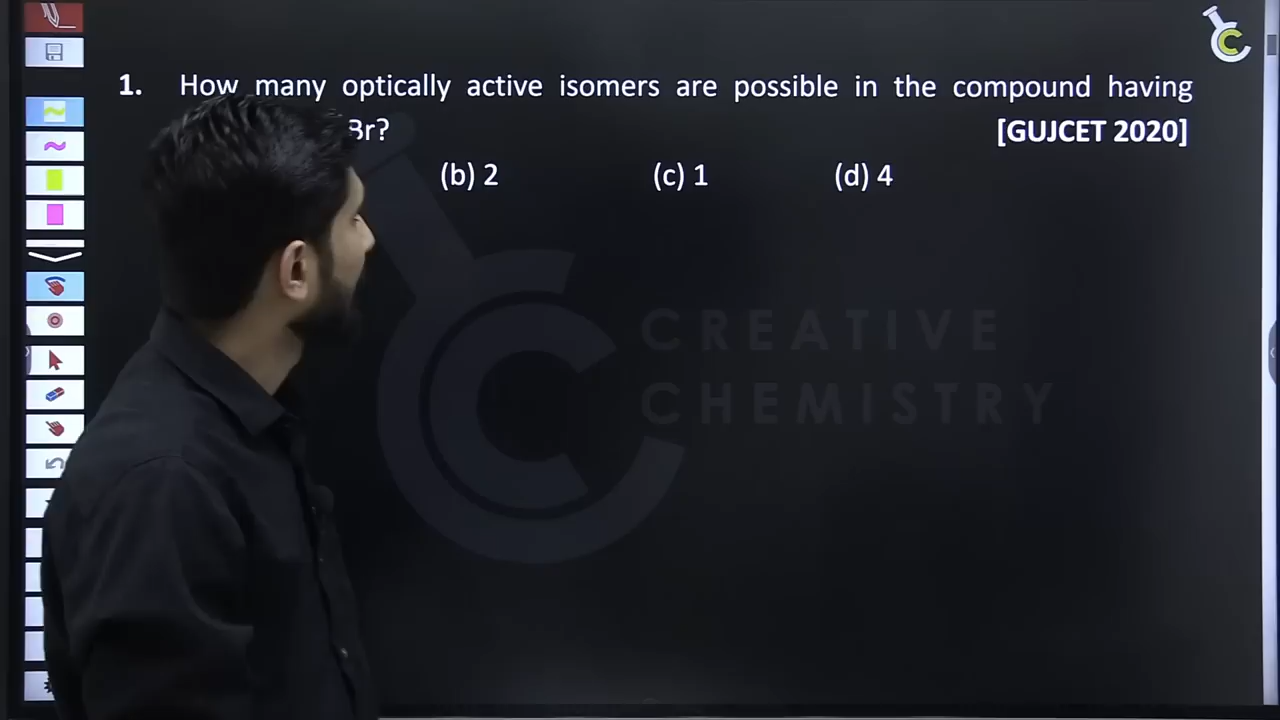 1. How many optically active isomers are possible in the compound having
Br? [GUJCET 2020]
(b) 2 (c) 1 (d) 4
CREATIVE
CHEMISTRY